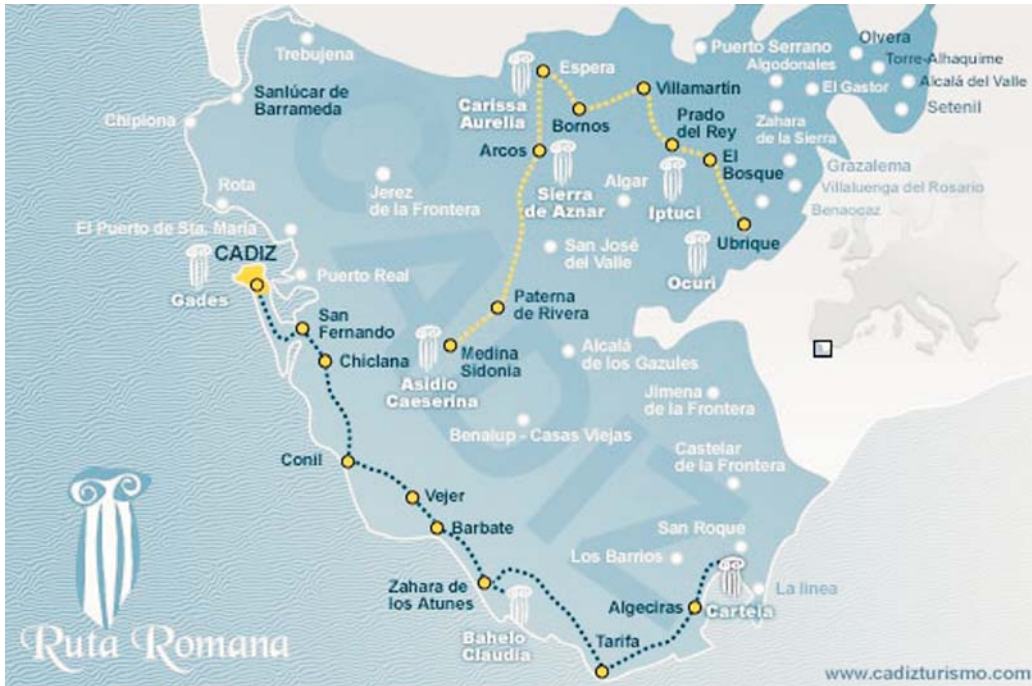 Trebujena
Sanlúcar de
Barrameda
Chipiona
Rota
El Puerto de Sta. María
CADIZ
Gades
Puerto Real
Jerez
de la Frontera
San
Fernando
Chiclana
Conil
Vejer
Barbate
Zahara de
los Atunes
Bahelo
Claudia
Tarifa
Algeciras
Carteia
La linea
San Roque
Los Barrios
Castelar
de la Frontera
Jimena
de la Frontera
Benalup - Casas Viejas
Alcalá
de los Gazules
Medina
Sidonia
Asidio
Caeserina
Paterna
de Rivera
San José
del Valle
Algar
Sierra
de Aznar
Arcos
Carissa
Aurelia
Espera
Bornos
Villamartín
Prado
del Rey
El
Bosque
Iptuci
Ubrique
Ocuri
Puerto Serrano
Algodonales
El Gastor
Zahara
de la Sierra
Olvera
Torre-Alhaquime
Alcalá del Valle
Setenil
Grazalema
Villaluenga del Rosario
Benaocaz
CADIZ
Ruta Romana
www.cadizturismo.com